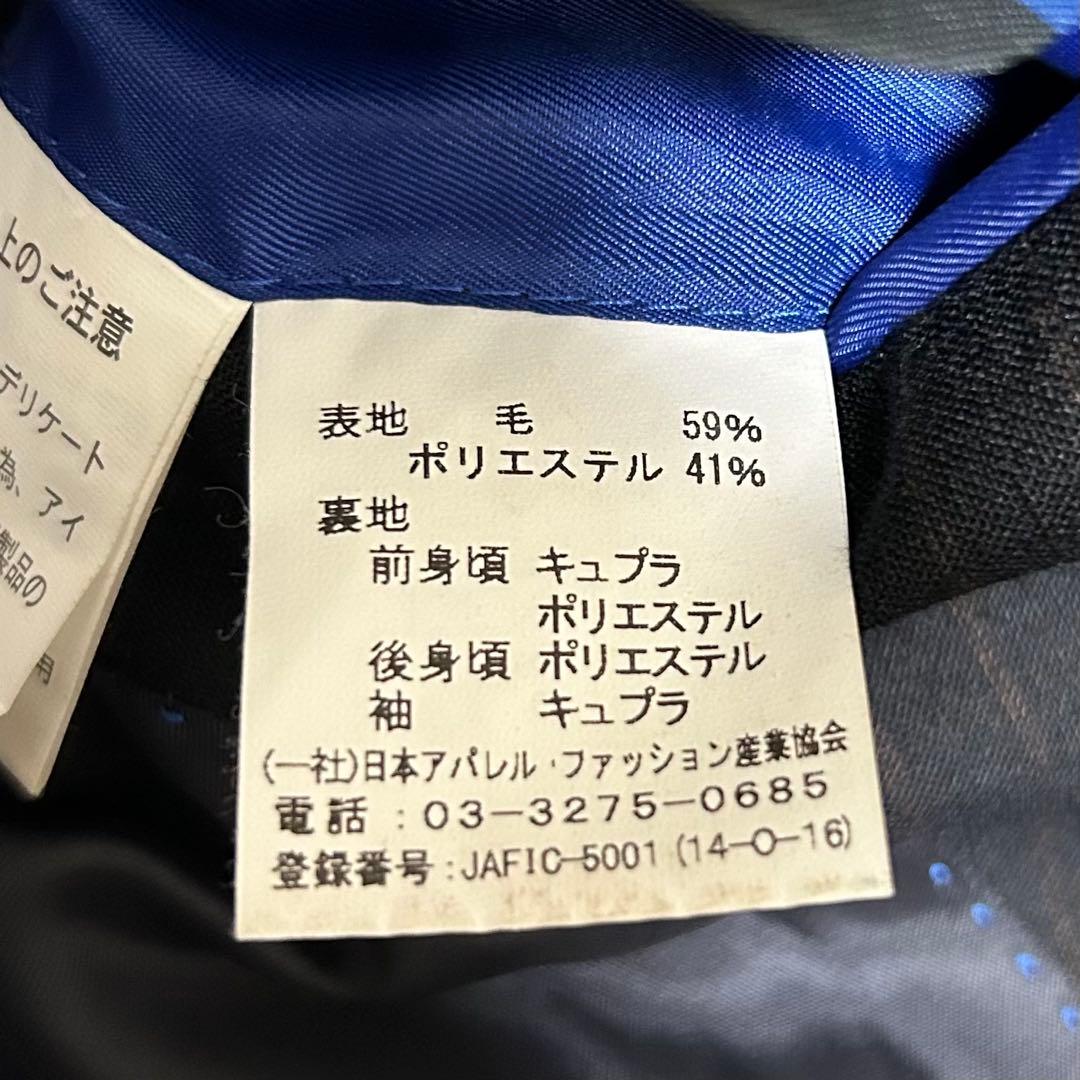 上のご注意
デリケート
為、アイ
製品の
用
表地 毛 59%
ポリエステル 41%
裏地
前身頃 キュプラ
ポリエステル
後身頃 ポリエステル
袖 キュプラ
(一社)日本アパレル・ファッション産業協会
電話：03－3275－0685
登録番号：JAFIC-5001 (14-O-16)